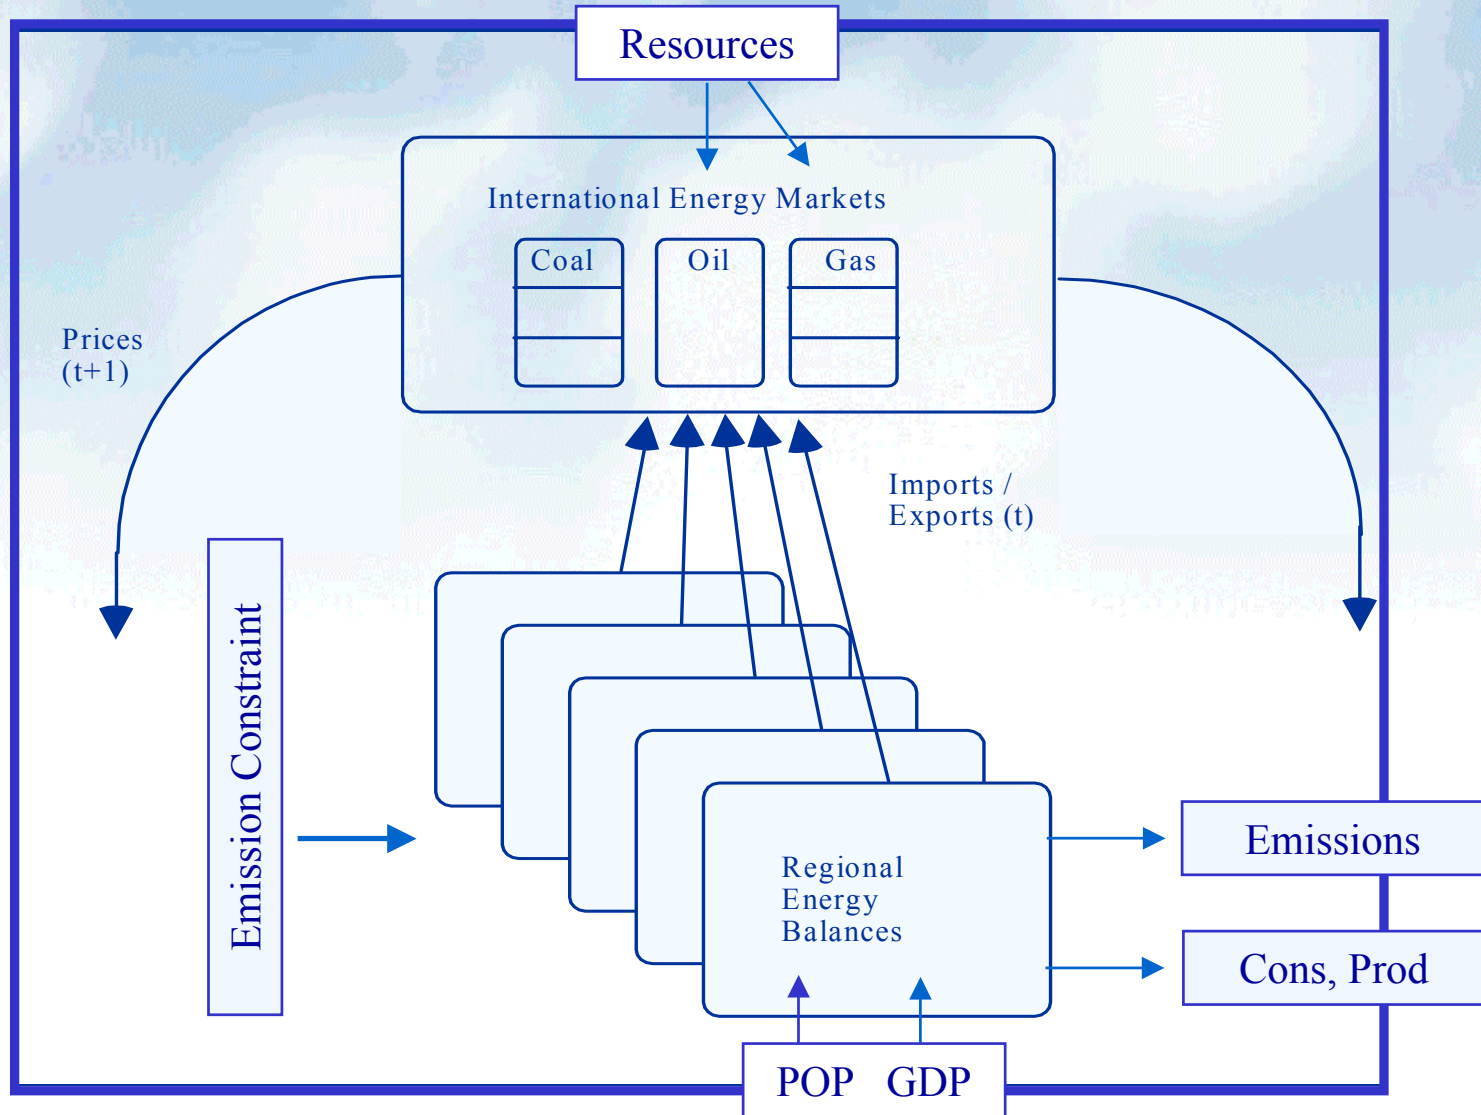 Resources
International Energy Markets
Coal
Oil
Gas
Prices
(t+1)
Imports /
Exports (t)
Emission Constraint
Regional
Energy
Balances
Emissions
Cons, Prod
POP GDP